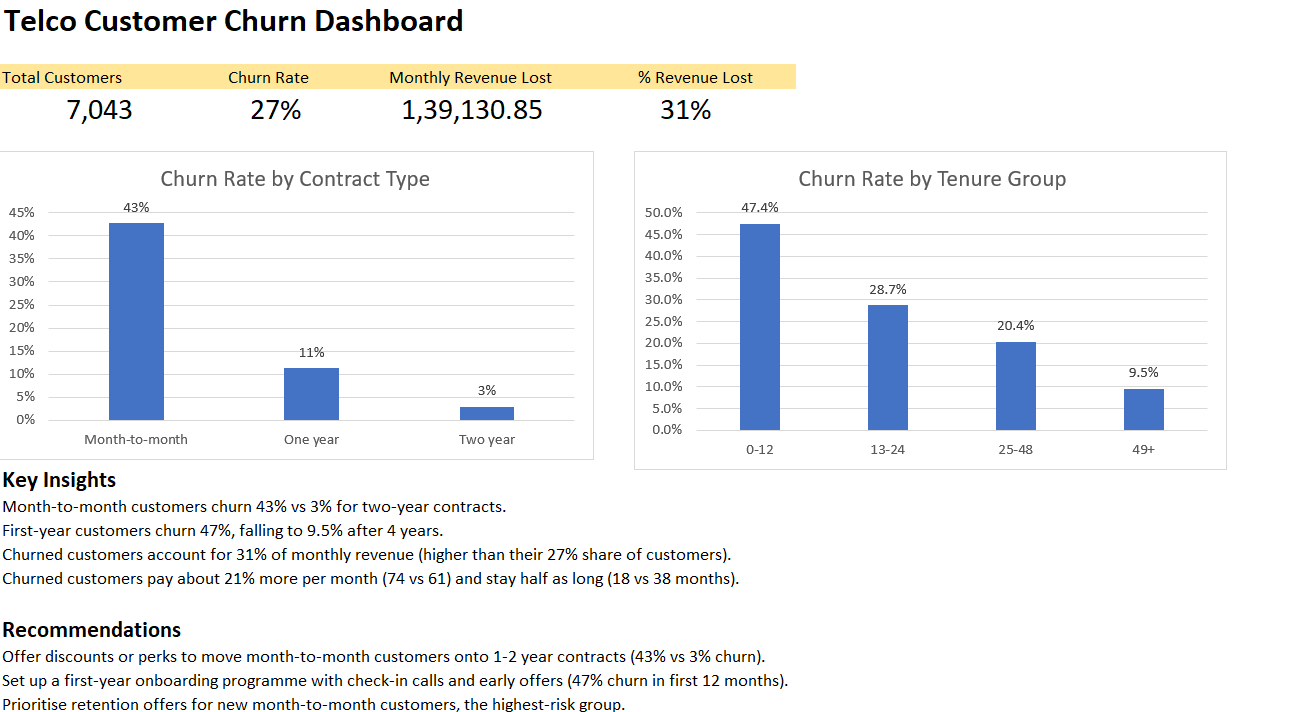 Telco Customer Churn Dashboard
Total Customers Churn Rate Monthly Revenue Lost % Revenue Lost
7,043 27% 1,39,130.85 31%
Churn Rate by Contract Type
43%
45%
40%
35%
30%
25%
20%
15%
10%
5%
0%
11%
3%
Month-to-month One year Two year
Churn Rate by Tenure Group
47.4%
50.0%
45.0%
40.0%
35.0%
30.0%
25.0%
20.0%
15.0%
10.0%
5.0%
0.0%
28.7%
20.4%
9.5%
0-12 13-24 25-48 49+
Key Insights
Month-to-month customers churn 43% vs 3% for two-year contracts.
First-year customers churn 47%, falling to 9.5% after 4 years.
Churned customers account for 31% of monthly revenue (higher than their 27% share of customers).
Churned customers pay about 21% more per month (74 vs 61) and stay half as long (18 vs 38 months).
Recommendations
Offer discounts or perks to move month-to-month customers onto 1-2 year contracts (43% vs 3% churn).
Set up a first-year onboarding programme with check-in calls and early offers (47% churn in first 12 months).
Prioritise retention offers for new month-to-month customers, the highest-risk group.